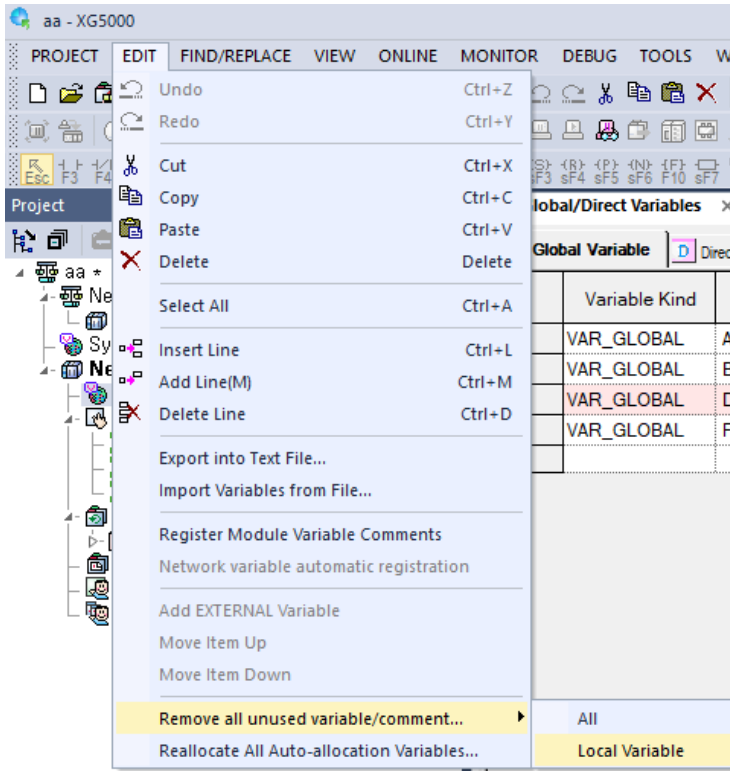 aa - XG5000
PROJECT EDIT FIND/REPLACE VIEW ONLINE MONITOR DEBUG TOOLS W
Undo Ctrl+Z
Redo Ctrl+Y
Cut Ctrl+X
Copy Ctrl+C
Paste Ctrl+V
Delete Delete
Select All Ctrl+A
Insert Line Ctrl+L
Add Line(M) Ctrl+M
Delete Line Ctrl+D
Export into Text File...
Import Variables from File...
Register Module Variable Comments
Network variable automatic registration
Add EXTERNAL Variable
Move Item Up
Move Item Down
Remove all unused variable/comment...
Reallocate All Auto-allocation Variables...
All
Local Variable
Esc F3 F4
sF3 sF4 sF5 sF6 F10 sF7
Project
aa *
Ne
Sy
Ne
lobal/Direct Variables
Global Variable D Direc
Variable Kind
VAR_GLOBAL A
VAR_GLOBAL
VAR_GLOBAL
VAR_GLOBAL